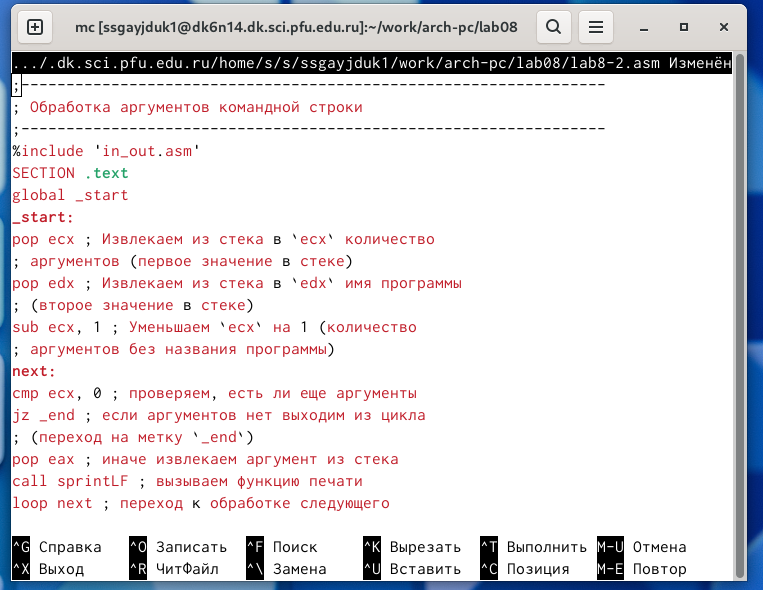 mc [ssgayjduk1@dk6n14.dk.sci.pfu.edu.ru]:~/work/arch-pc/lab08
.../.dk.sci.pfu.edu.ru/home/s/s/ssgayjduk1/work/arch-pc/lab08/lab8-2.asm Изменён
;-----------------------------------------------------------------
; Обработка аргументов командной строки
;-----------------------------------------------------------------
%include 'in_out.asm'
SECTION .text
global _start
_start:
pop ecx ; Извлекаем из стека в `ecx` количество
; аргументов (первое значение в стеке)
pop edx ; Извлекаем из стека в `edx` имя программы
; (второе значение в стеке)
sub ecx, 1 ; Уменьшаем `ecx` на 1 (количество
; аргументов без названия программы)
next:
cmp ecx, 0 ; проверяем, есть ли еще аргументы
jz _end ; если аргументов нет выходим из цикла
; (переход на метку `_end`)
pop eax ; иначе извлекаем аргумент из стека
call sprintLF ; вызываем функцию печати
loop next ; переход к обработке следующего
^G Справка ^O Записать ^F Поиск ^K Вырезать ^T Выполнить M-U Отмена
^X Выход ^R ЧитФайл ^\ Замена ^U Вставить ^C Позиция M-E Повтор